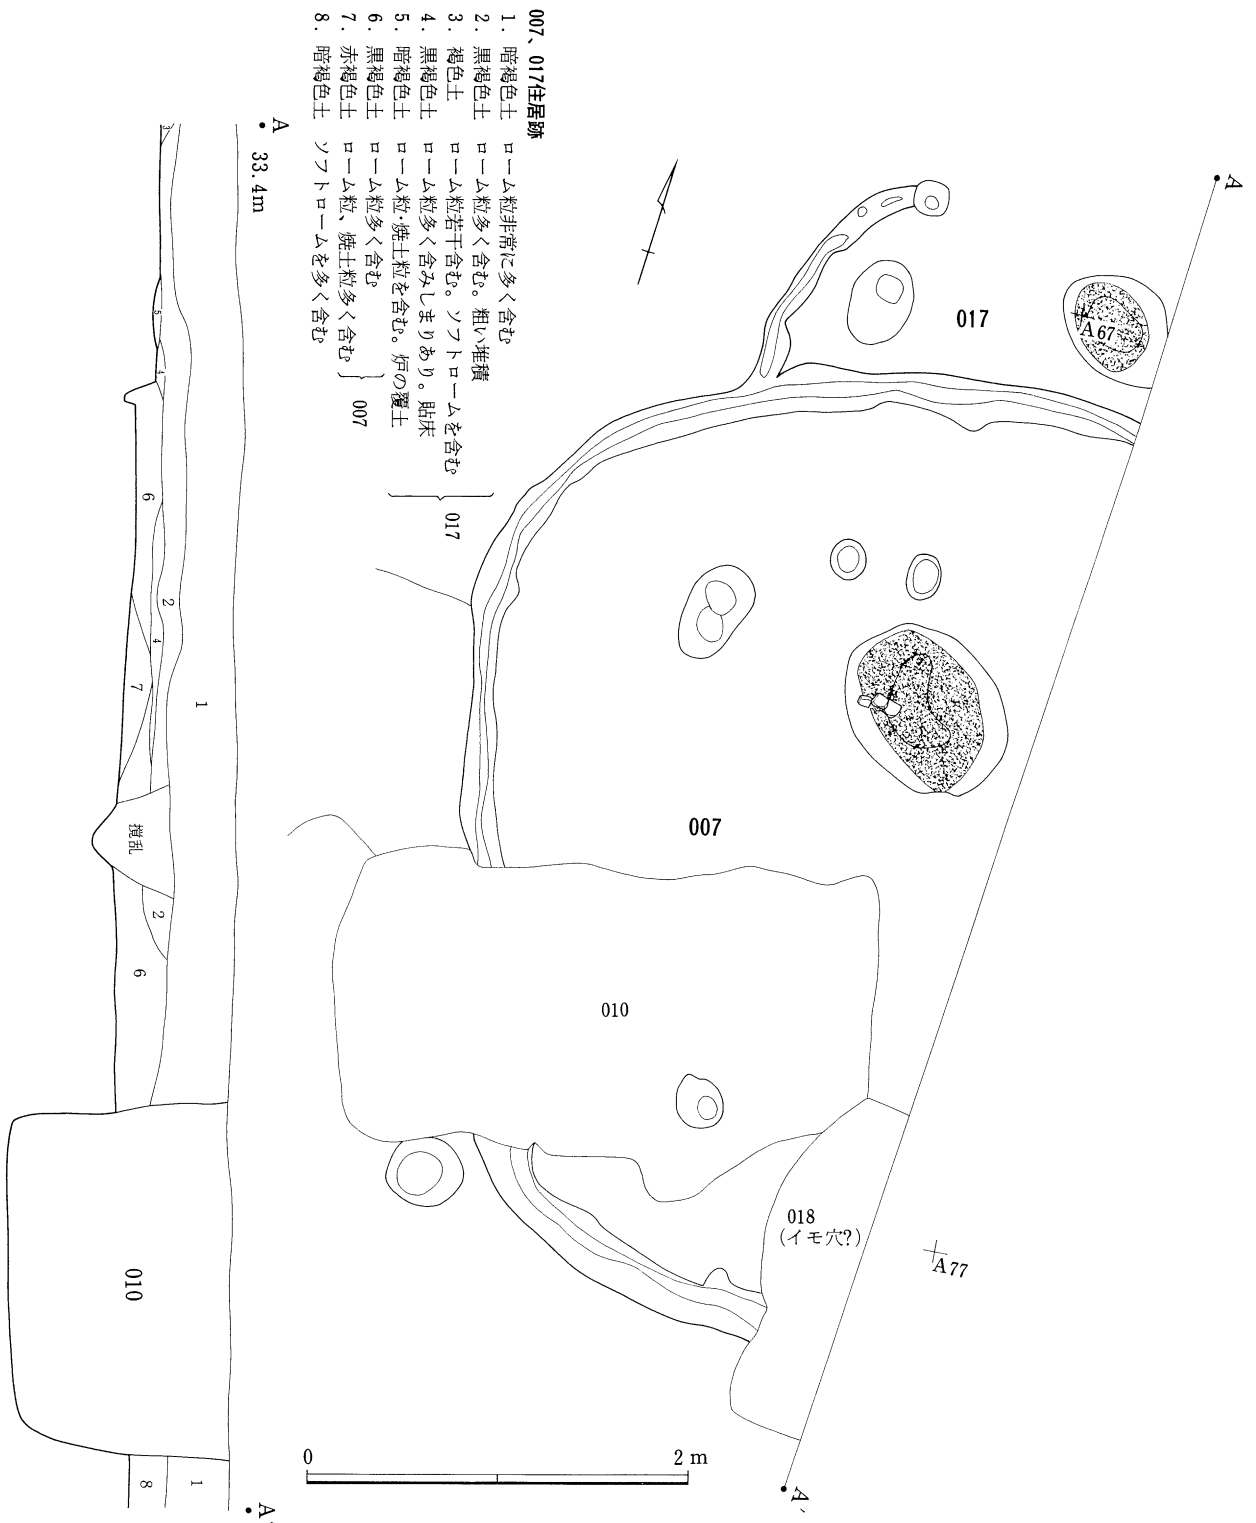 007、017住居跡
1. 暗褐色土 ローム粒非常に多く含む
2. 黒褐色土 ローム粒多く含む。粗い堆積
3. 褐色土 ローム粒若干含む。ソフトロームを含む
4. 黒褐色土 ローム粒多く含みしまりあり。貼床
5. 暗褐色土 ローム粒・焼土粒を含む。炉の覆土
017
6. 黒褐色土 ローム粒多く含む
7. 赤褐色土 ローム粒、焼土粒多く含む
007
8. 暗褐色土 ソフトロームを多く含む
A
A 67
017
007
010
018
(イモ穴?)
A 77
A'
0 2 m
A 33.4m
3
5
4
6
2
4
7
1
撹乱
2
6
010
8
1
A'